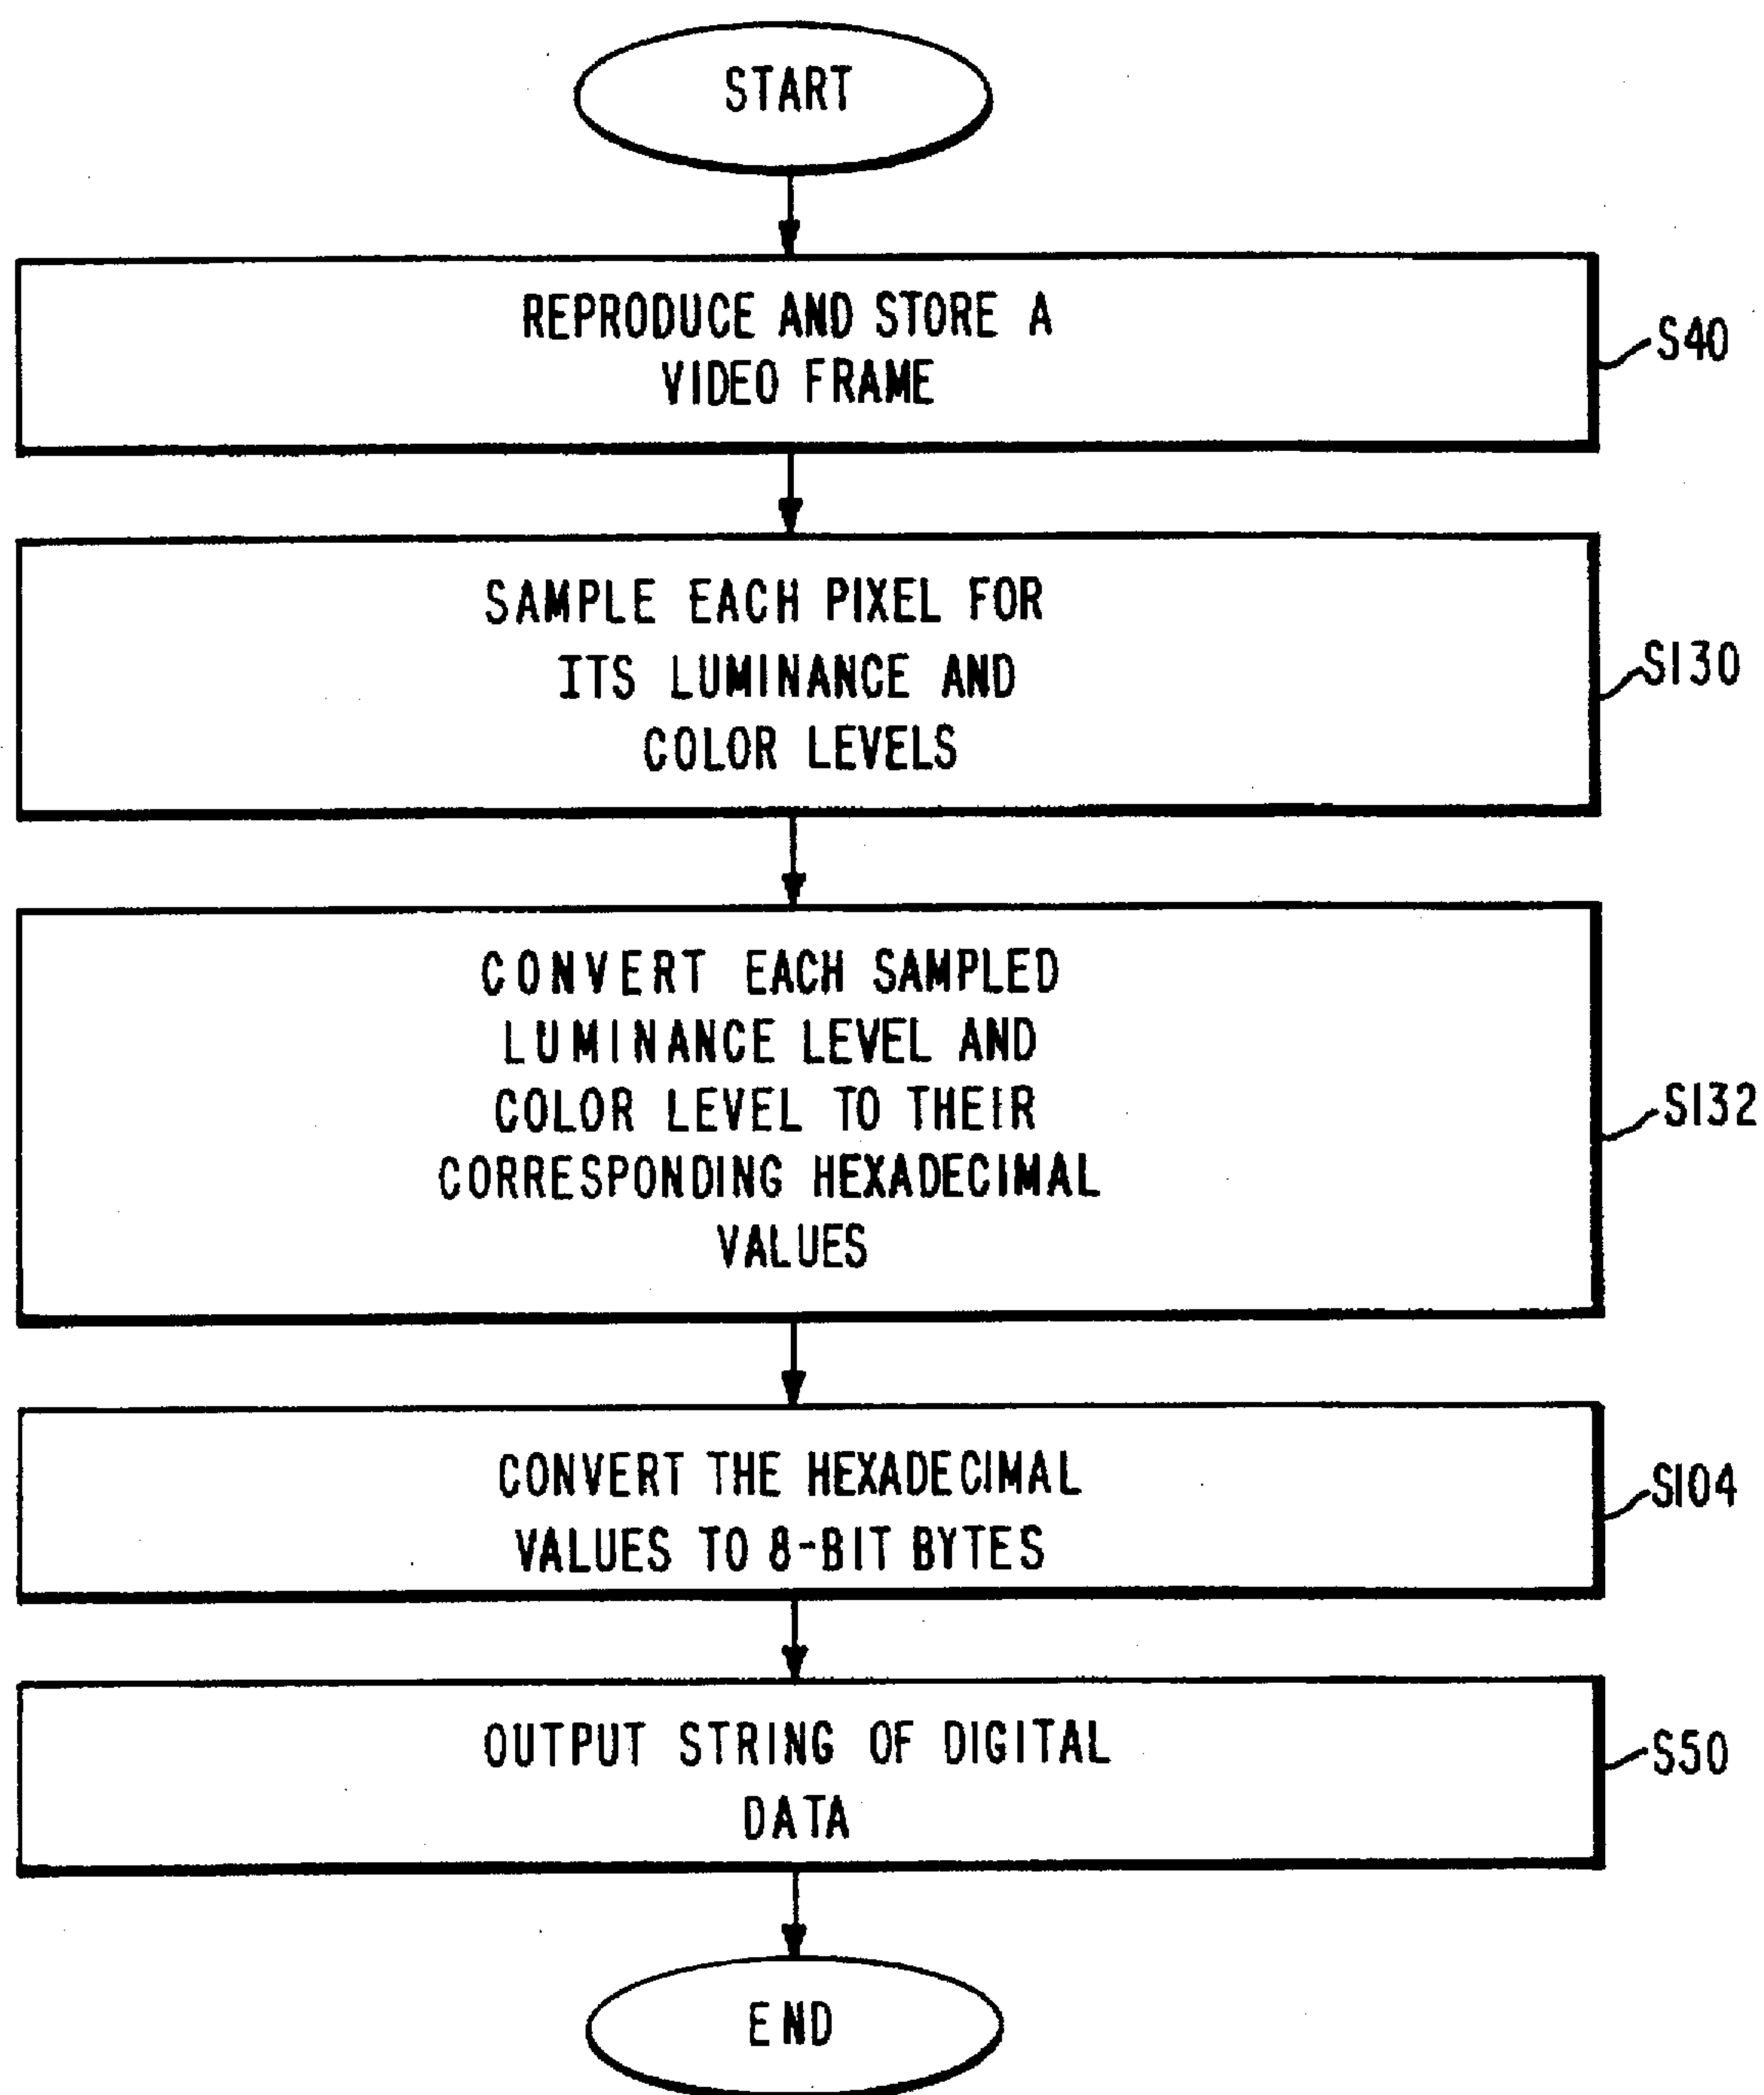 START
REPRODUCE AND STORE A
VIDEO FRAME
S40
SAMPLE EACH PIXEL FOR
ITS LUMINANCE AND
COLOR LEVELS
S130
CONVERT EACH SAMPLED
LUMINANCE LEVEL AND
COLOR LEVEL TO THEIR
CORRESPONDING HEXADECIMAL
VALUES
S132
CONVERT THE HEXADECIMAL
VALUES TO 8-BIT BYTES
S104
OUTPUT STRING OF DIGITAL
DATA
S50
END